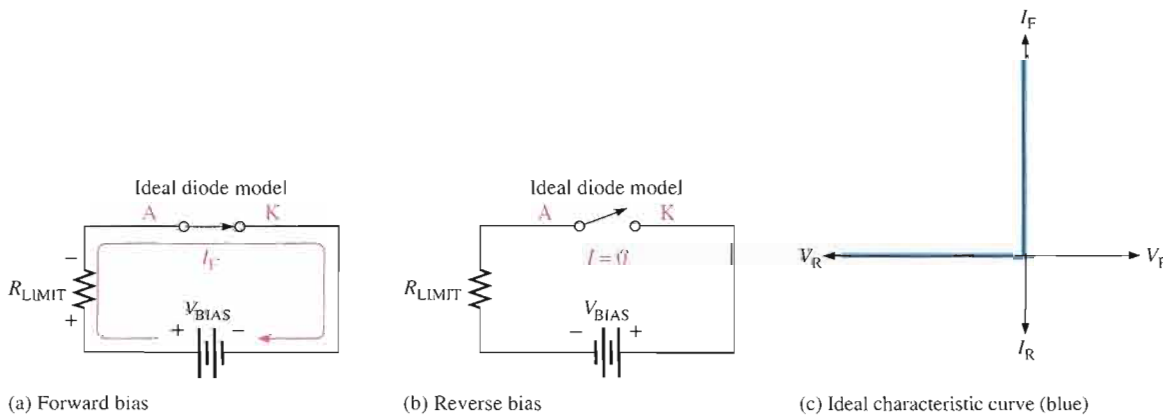 Ideal diode model
A K
I_F
−
R_LIMIT
+
V_BIAS
+ −
(a) Forward bias
Ideal diode model
A K
I = 0
R_LIMIT
V_BIAS
− +
(b) Reverse bias
I_F
V_R V_F
I_R
(c) Ideal characteristic curve (blue)